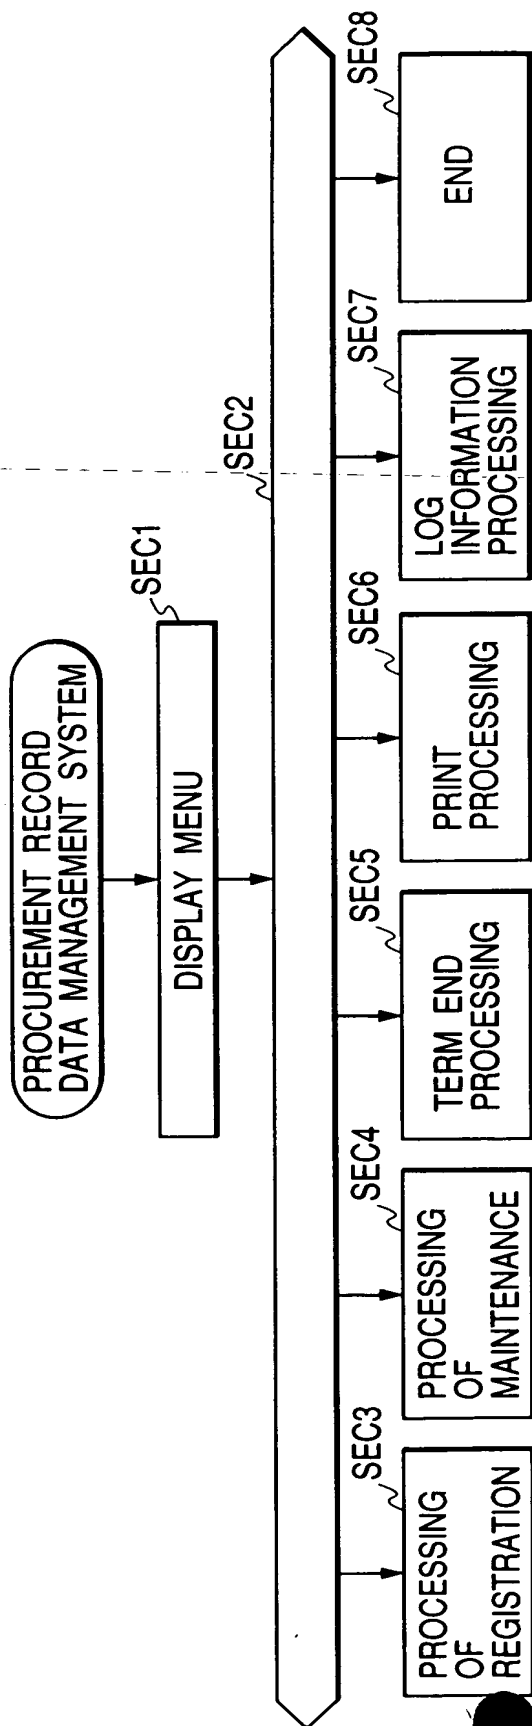 PROCUREMENT RECORD
DATA MANAGEMENT SYSTEM
SEC1
DISPLAY MENU
SEC2
SEC3
PROCESSING
OF
REGISTRATION
SEC4
PROCESSING
OF
MAINTENANCE
SEC5
TERM END
PROCESSING
SEC6
PRINT
PROCESSING
SEC7
LOG
INFORMATION
PROCESSING
SEC8
END